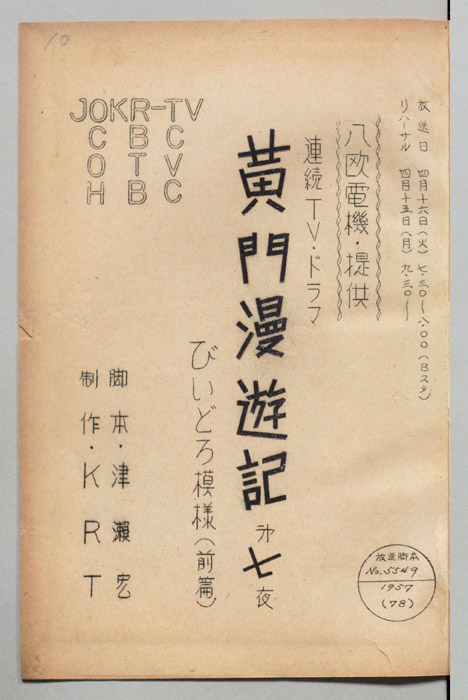 放送日　四月十六日(火)　七.三〇〜八.〇〇(Bスタ)
リハーサル　四月十五日(月)　九.三〇〜
八欧電機・提供
連続TV・ドラマ
黄門漫遊記　第七夜
びいどろ模様(前篇)
脚本・津瀬宏
制作・KRT
JOKR-TV
CBC
OTV
HBC
放送脚本
No.5549
1957
(78)
10